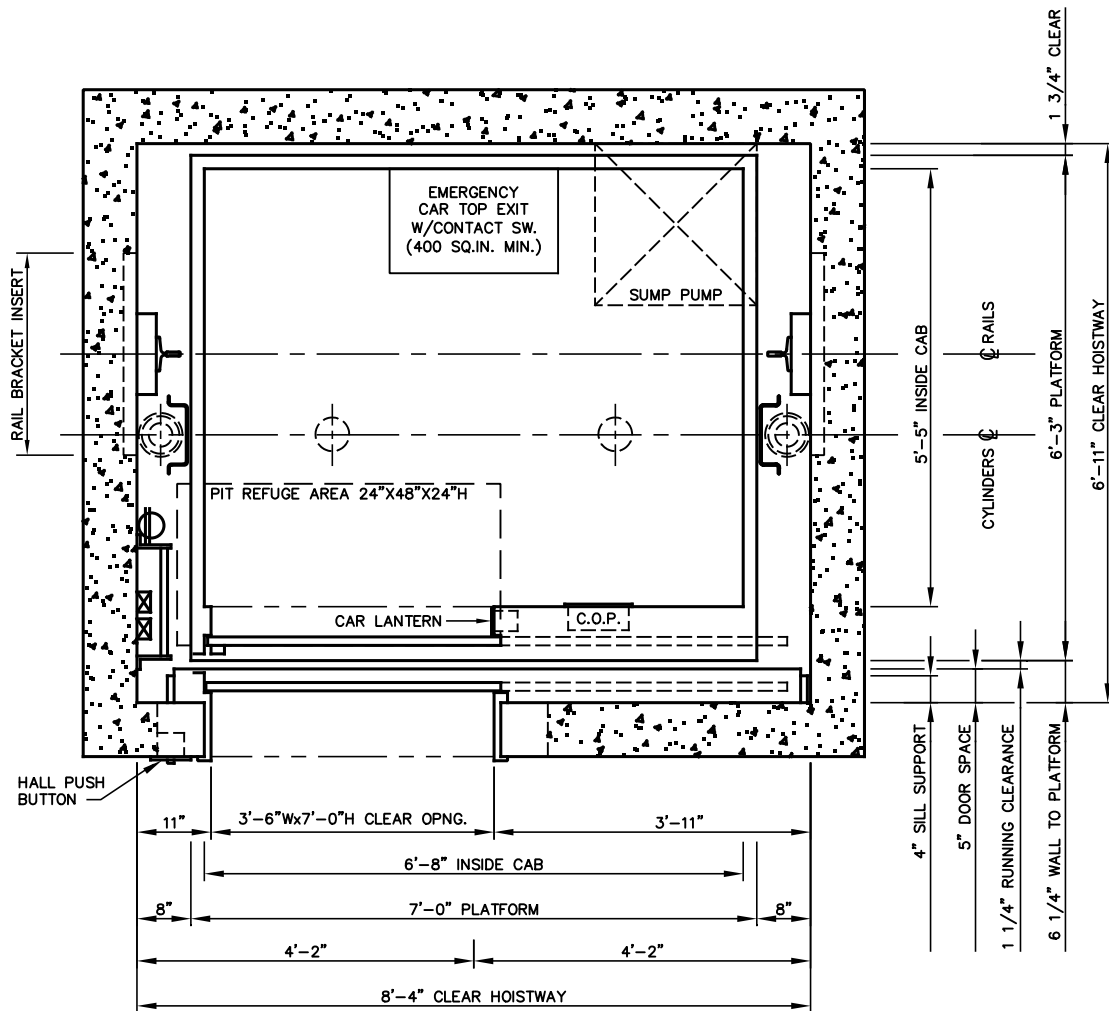 1 3/4" CLEAR
EMERGENCY
CAR TOP EXIT
W/CONTACT SW.
(400 SQ.IN. MIN.)
SUMP PUMP
RAIL BRACKET INSERT
5'-5" INSIDE CAB
℄ RAILS
CYLINDERS ℄
6'-3" PLATFORM
6'-11" CLEAR HOISTWAY
PIT REFUGE AREA 24"X48"X24"H
CAR LANTERN
C.O.P.
HALL PUSH
BUTTON
4" SILL SUPPORT
5" DOOR SPACE
1 1/4" RUNNING CLEARANCE
6 1/4" WALL TO PLATFORM
11"
3'-6"Wx7'-0"H CLEAR OPNG.
3'-11"
6'-8" INSIDE CAB
8"
7'-0" PLATFORM
8"
4'-2"
4'-2"
8'-4" CLEAR HOISTWAY